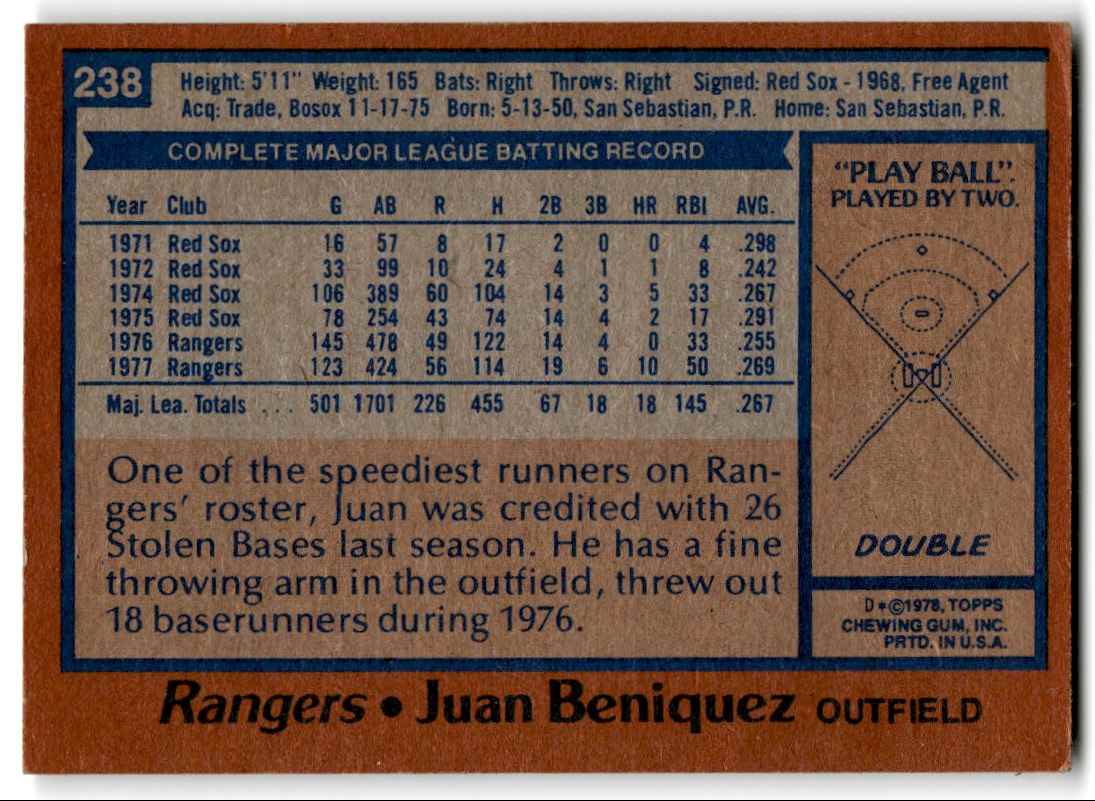 238
Height: 5'11" Weight: 165 Bats: Right Throws: Right Signed: Red Sox - 1968, Free Agent
Acq: Trade, Bosox 11-17-75 Born: 5-13-50, San Sebastian, P.R. Home: San Sebastian, P.R.
COMPLETE MAJOR LEAGUE BATTING RECORD
Year Club G AB R H 2B 3B HR RBI AVG.
1971 Red Sox 16 57 8 17 2 0 0 4 .298
1972 Red Sox 33 99 10 24 4 1 1 8 .242
1974 Red Sox 106 389 60 104 14 3 5 33 .267
1975 Red Sox 78 254 43 74 14 4 2 17 .291
1976 Rangers 145 478 49 122 14 4 0 33 .255
1977 Rangers 123 424 56 114 19 6 10 50 .269
Maj. Lea. Totals . . . 501 1701 226 455 67 18 18 145 .267
One of the speediest runners on Ran-
gers' roster, Juan was credited with 26
Stolen Bases last season. He has a fine
throwing arm in the outfield, threw out
18 baserunners during 1976.
"PLAY BALL".
PLAYED BY TWO.
DOUBLE
D*©1978, TOPPS
CHEWING GUM, INC.
PRTD. IN U.S.A.
Rangers • Juan Beniquez OUTFIELD